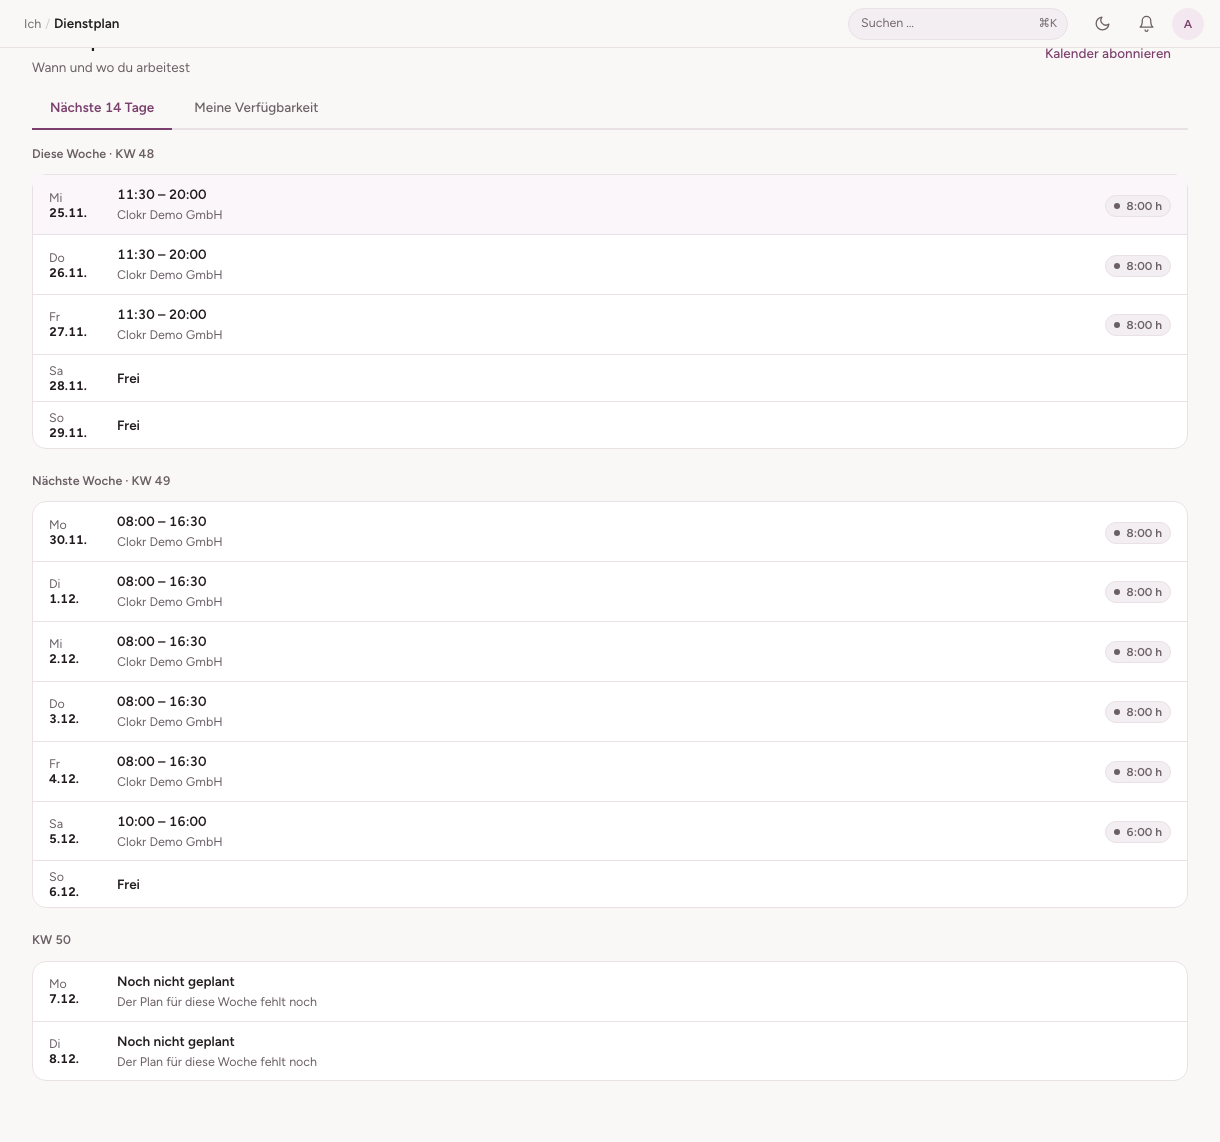 Ich / Dienstplan
Suchen ...
⌘K
A
Kalender abonnieren
Wann und wo du arbeitest
Nächste 14 Tage
Meine Verfügbarkeit
Diese Woche · KW 48
Mi
25.11.
11:30 – 20:00
Clokr Demo GmbH
8:00 h
Do
26.11.
11:30 – 20:00
Clokr Demo GmbH
8:00 h
Fr
27.11.
11:30 – 20:00
Clokr Demo GmbH
8:00 h
Sa
28.11.
Frei
So
29.11.
Frei
Nächste Woche · KW 49
Mo
30.11.
08:00 – 16:30
Clokr Demo GmbH
8:00 h
Di
1.12.
08:00 – 16:30
Clokr Demo GmbH
8:00 h
Mi
2.12.
08:00 – 16:30
Clokr Demo GmbH
8:00 h
Do
3.12.
08:00 – 16:30
Clokr Demo GmbH
8:00 h
Fr
4.12.
08:00 – 16:30
Clokr Demo GmbH
8:00 h
Sa
5.12.
10:00 – 16:00
Clokr Demo GmbH
6:00 h
So
6.12.
Frei
KW 50
Mo
7.12.
Noch nicht geplant
Der Plan für diese Woche fehlt noch
Di
8.12.
Noch nicht geplant
Der Plan für diese Woche fehlt noch